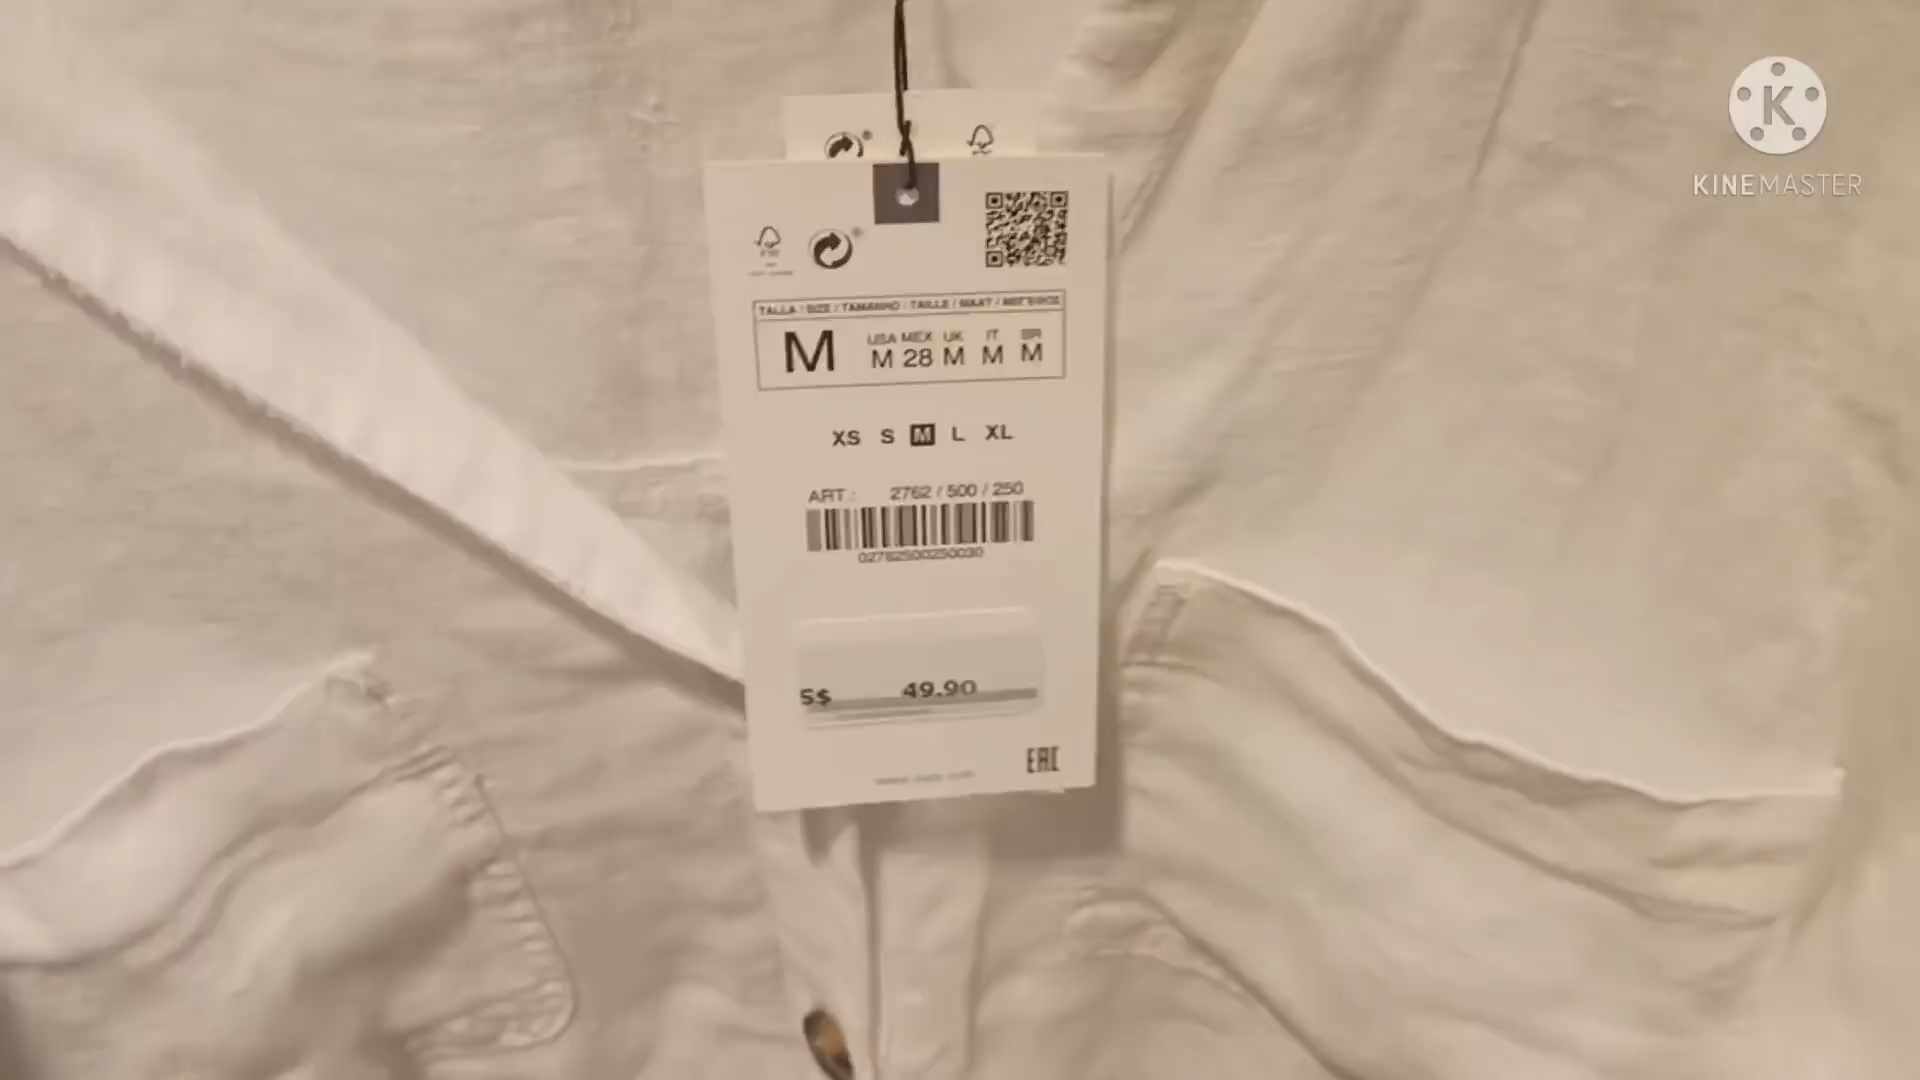 KINEMASTER
TALLA / SIZE / TAMANHO / TAILLE / MAAT /
M
USA MEX UK IT BR
M 28 M M M
XS S M L XL
ART.: 2762 / 500 / 250
02762500250030
S$ 49.90
EAC